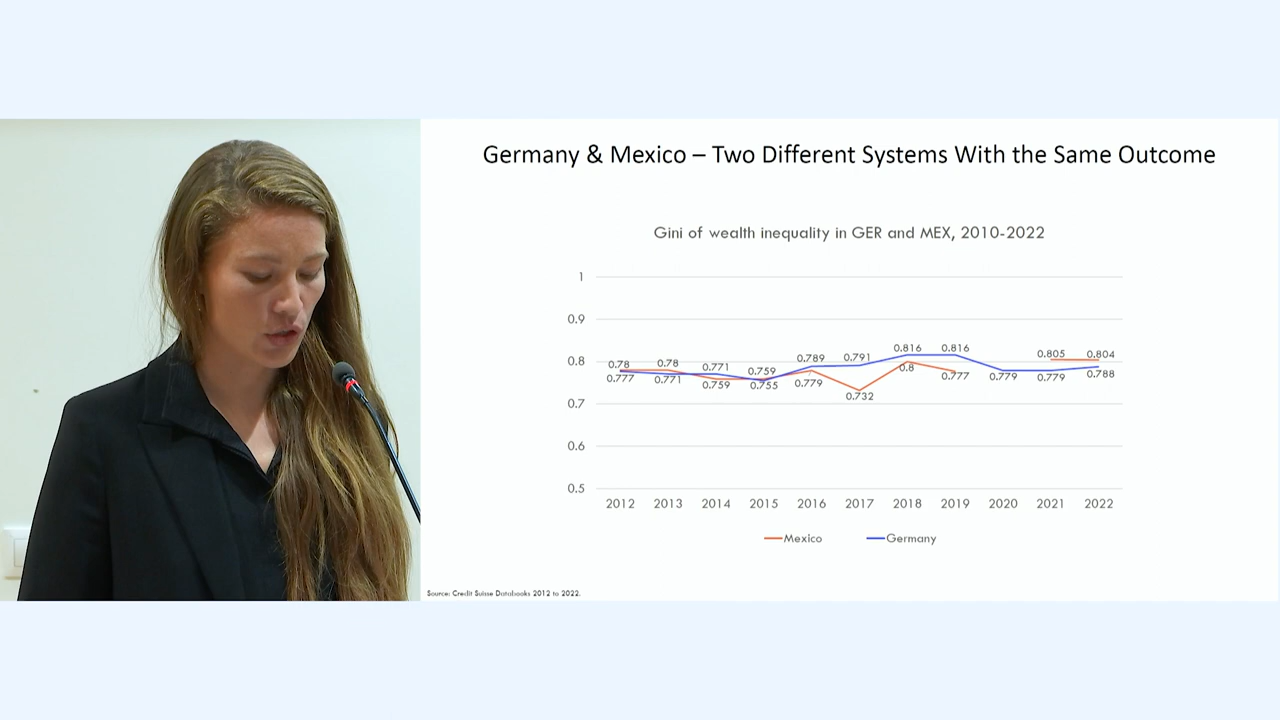 Germany & Mexico – Two Different Systems With the Same Outcome
Gini of wealth inequality in GER and MEX, 2010-2022
1
0.9
0.8
0.7
0.6
0.5
0.78 0.78 0.771 0.759 0.789 0.791 0.816 0.816 0.805 0.804
0.777 0.771 0.759 0.755 0.779 0.732 0.8 0.777 0.779 0.779 0.788
2012 2013 2014 2015 2016 2017 2018 2019 2020 2021 2022
Mexico Germany
Source: Credit Suisse Databooks 2012 to 2022.